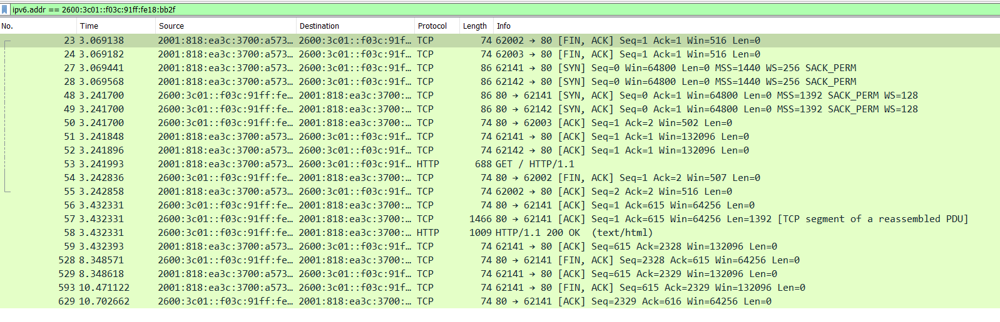 ipv6.addr == 2600:3c01::f03c:91ff:fe18:bb2f
No. Time Source Destination Protocol Length Info
23 3.069138 2001:818:ea3c:3700:a573… 2600:3c01::f03c:91f… TCP 74 62002 → 80 [FIN, ACK] Seq=1 Ack=1 Win=516 Len=0
24 3.069182 2001:818:ea3c:3700:a573… 2600:3c01::f03c:91f… TCP 74 62003 → 80 [FIN, ACK] Seq=1 Ack=1 Win=516 Len=0
27 3.069441 2001:818:ea3c:3700:a573… 2600:3c01::f03c:91f… TCP 86 62141 → 80 [SYN] Seq=0 Win=64800 Len=0 MSS=1440 WS=256 SACK_PERM
28 3.069568 2001:818:ea3c:3700:a573… 2600:3c01::f03c:91f… TCP 86 62142 → 80 [SYN] Seq=0 Win=64800 Len=0 MSS=1440 WS=256 SACK_PERM
48 3.241700 2600:3c01::f03c:91ff:fe… 2001:818:ea3c:3700:… TCP 86 80 → 62141 [SYN, ACK] Seq=0 Ack=1 Win=64800 Len=0 MSS=1392 SACK_PERM WS=128
49 3.241700 2600:3c01::f03c:91ff:fe… 2001:818:ea3c:3700:… TCP 86 80 → 62142 [SYN, ACK] Seq=0 Ack=1 Win=64800 Len=0 MSS=1392 SACK_PERM WS=128
50 3.241700 2600:3c01::f03c:91ff:fe… 2001:818:ea3c:3700:… TCP 74 80 → 62003 [ACK] Seq=1 Ack=2 Win=502 Len=0
51 3.241848 2001:818:ea3c:3700:a573… 2600:3c01::f03c:91f… TCP 74 62141 → 80 [ACK] Seq=1 Ack=1 Win=132096 Len=0
52 3.241896 2001:818:ea3c:3700:a573… 2600:3c01::f03c:91f… TCP 74 62142 → 80 [ACK] Seq=1 Ack=1 Win=132096 Len=0
53 3.241993 2001:818:ea3c:3700:a573… 2600:3c01::f03c:91f… HTTP 688 GET / HTTP/1.1
54 3.242836 2600:3c01::f03c:91ff:fe… 2001:818:ea3c:3700:… TCP 74 80 → 62002 [FIN, ACK] Seq=1 Ack=2 Win=507 Len=0
55 3.242858 2001:818:ea3c:3700:a573… 2600:3c01::f03c:91f… TCP 74 62002 → 80 [ACK] Seq=2 Ack=2 Win=516 Len=0
56 3.432331 2600:3c01::f03c:91ff:fe… 2001:818:ea3c:3700:… TCP 74 80 → 62141 [ACK] Seq=1 Ack=615 Win=64256 Len=0
57 3.432331 2600:3c01::f03c:91ff:fe… 2001:818:ea3c:3700:… TCP 1466 80 → 62141 [ACK] Seq=1 Ack=615 Win=64256 Len=1392 [TCP segment of a reassembled PDU]
58 3.432331 2600:3c01::f03c:91ff:fe… 2001:818:ea3c:3700:… HTTP 1009 HTTP/1.1 200 OK (text/html)
59 3.432393 2001:818:ea3c:3700:a573… 2600:3c01::f03c:91f… TCP 74 62141 → 80 [ACK] Seq=615 Ack=2328 Win=132096 Len=0
528 8.348571 2600:3c01::f03c:91ff:fe… 2001:818:ea3c:3700:… TCP 74 80 → 62141 [FIN, ACK] Seq=2328 Ack=615 Win=64256 Len=0
529 8.348618 2001:818:ea3c:3700:a573… 2600:3c01::f03c:91f… TCP 74 62141 → 80 [ACK] Seq=615 Ack=2329 Win=132096 Len=0
593 10.471122 2001:818:ea3c:3700:a573… 2600:3c01::f03c:91f… TCP 74 62141 → 80 [FIN, ACK] Seq=615 Ack=2329 Win=132096 Len=0
629 10.702662 2600:3c01::f03c:91ff:fe… 2001:818:ea3c:3700:… TCP 74 80 → 62141 [ACK] Seq=2329 Ack=616 Win=64256 Len=0